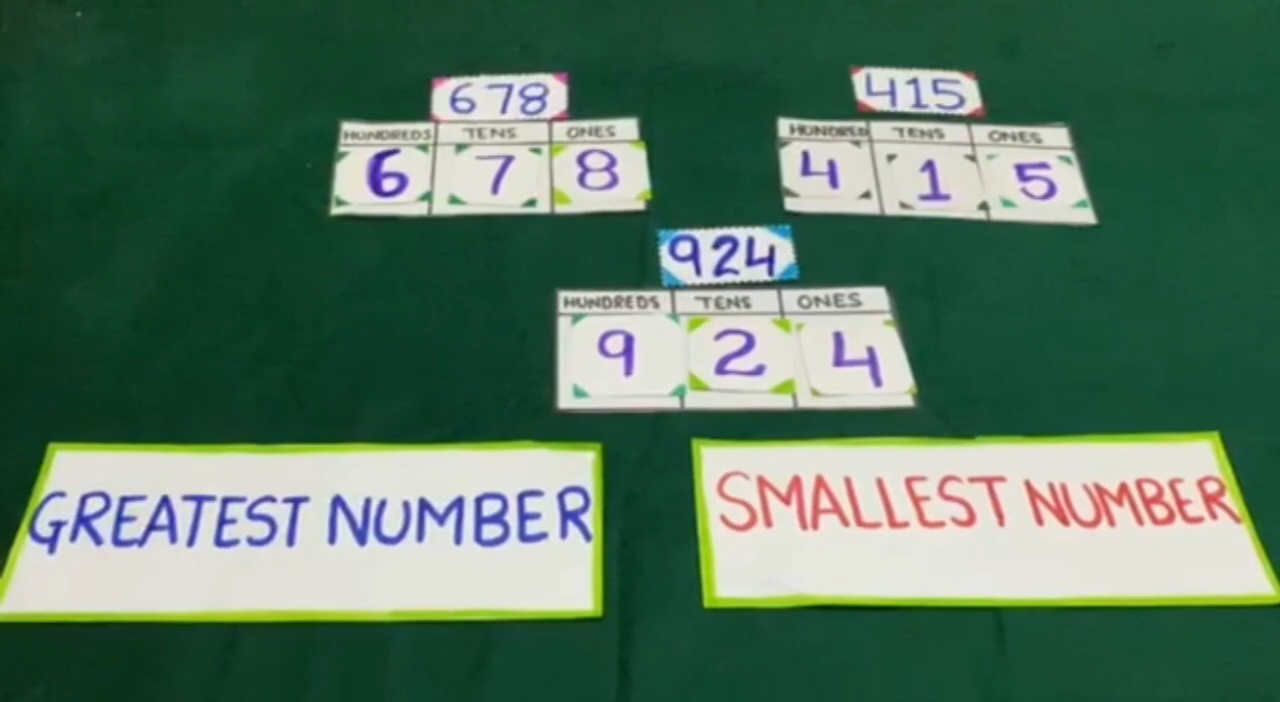 678
HUNDREDS TENS ONES
6 7 8
415
HUNDRED TENS ONES
4 1 5
924
HUNDREDS TENS ONES
9 2 4
GREATEST NUMBER
SMALLEST NUMBER